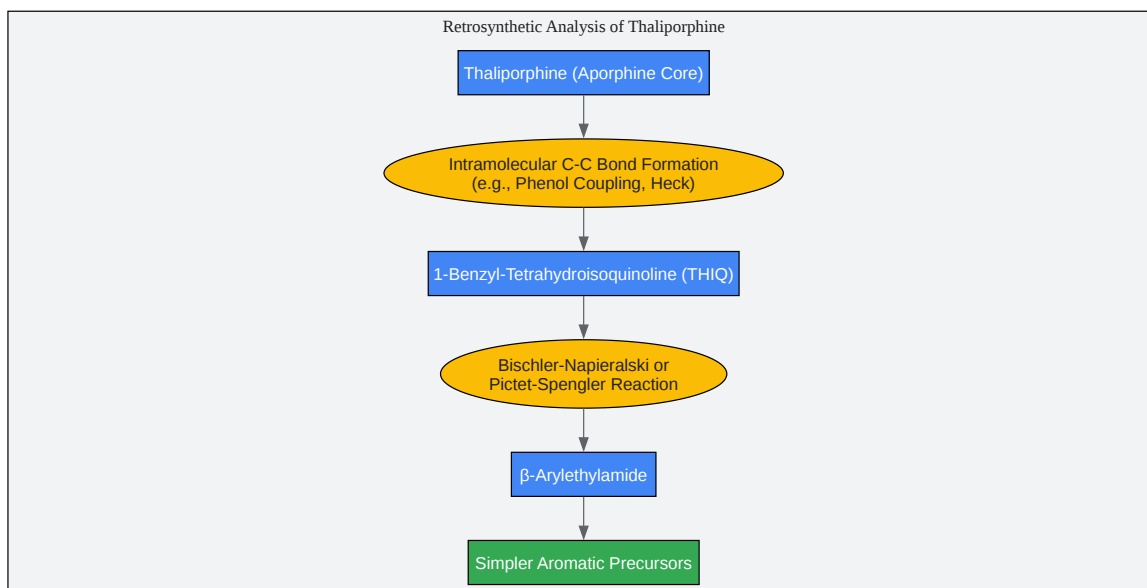 Retrosynthetic Analysis of Thaliporphine
Thaliporphine (Aporphine Core)
Intramolecular C-C Bond Formation
(e.g., Phenol Coupling, Heck)
1-Benzyl-Tetrahydroisoquinoline (THIQ)
Bischler-Napieralski or
Pictet-Spengler Reaction
β-Arylethylamide
Simpler Aromatic Precursors